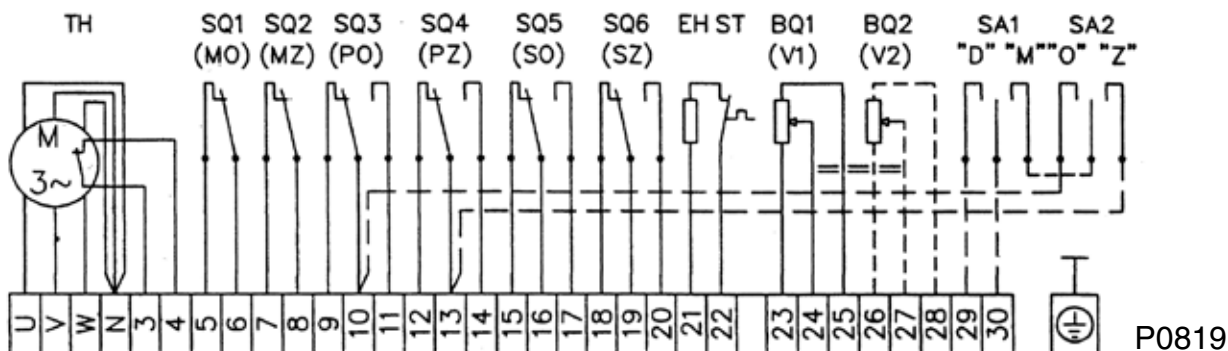 TH SQ1 SQ2 SQ3 SQ4 SQ5 SQ6 EH ST BQ1 BQ2 SA1 SA2
(MO) (MZ) (PO) (PZ) (SO) (SZ) (V1) (V2) "D" "M" "O" "Z"
M
3~
U V W N 3 4 5 6 7 8 9 10 11 12 13 14 15 16 17 18 19 20 21 22 23 24 25 26 27 28 29 30
P0819